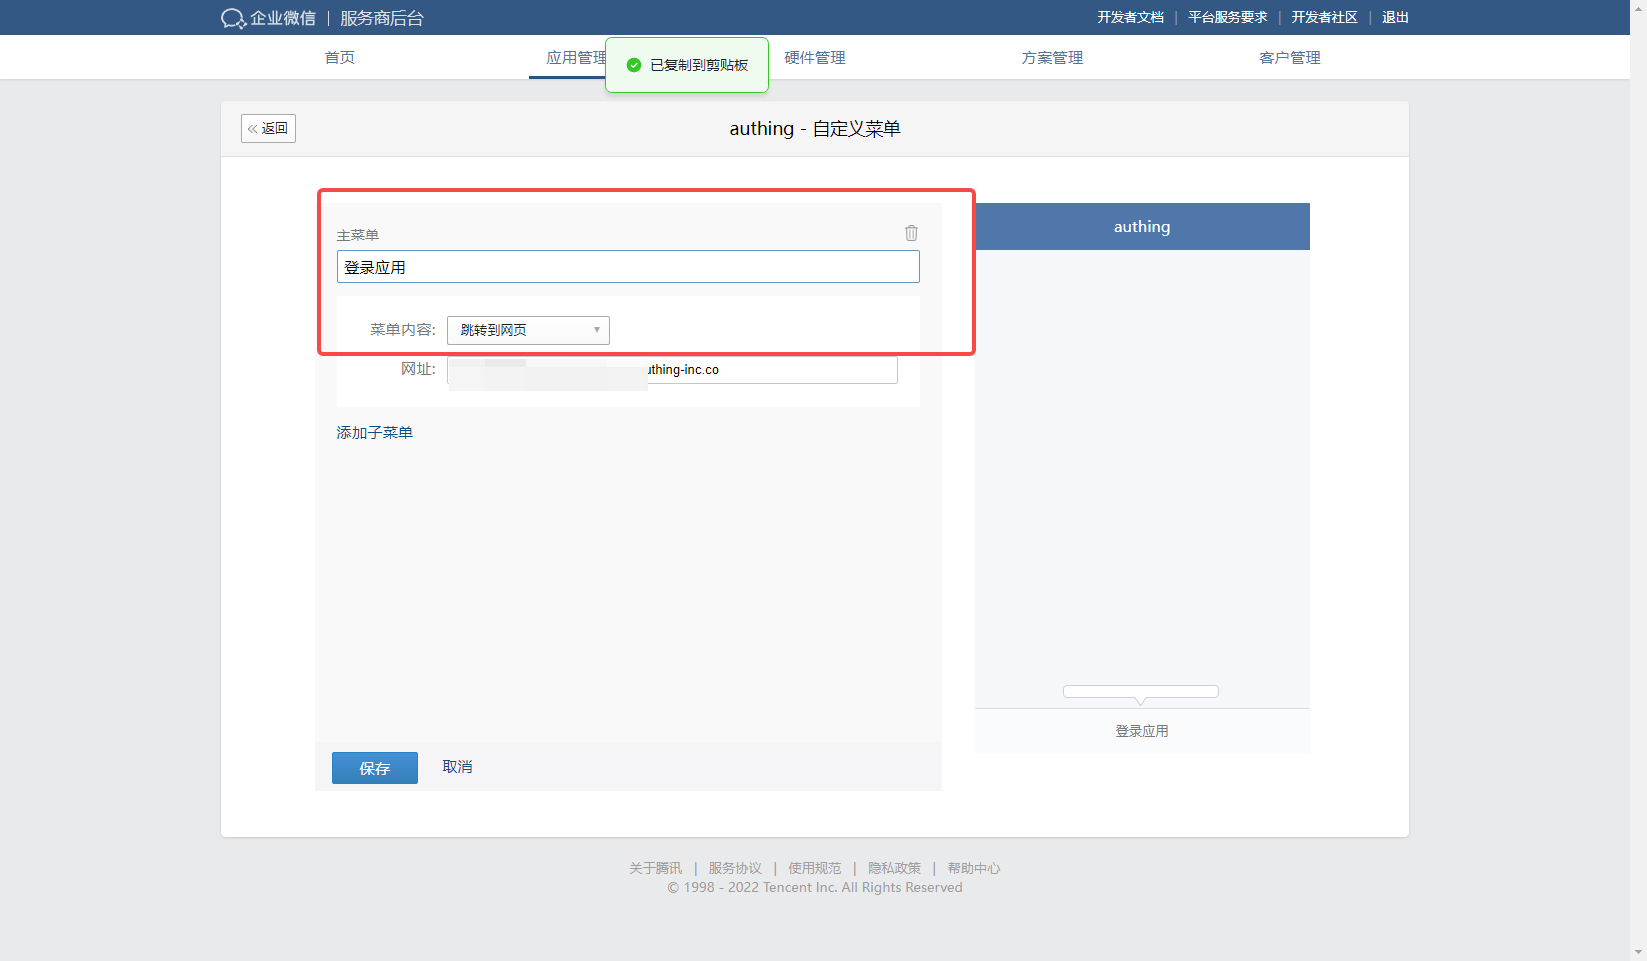 企业微信 | 服务商后台
开发者文档 | 平台服务要求 | 开发者社区 | 退出
首页 应用管理 硬件管理 方案管理 客户管理
已复制到剪贴板
返回
authing - 自定义菜单
主菜单
登录应用
菜单内容: 跳转到网页
网址: uthing-inc.co
添加子菜单
保存 取消
authing
登录应用
关于腾讯 | 服务协议 | 使用规范 | 隐私政策 | 帮助中心
© 1998 - 2022 Tencent Inc. All Rights Reserved